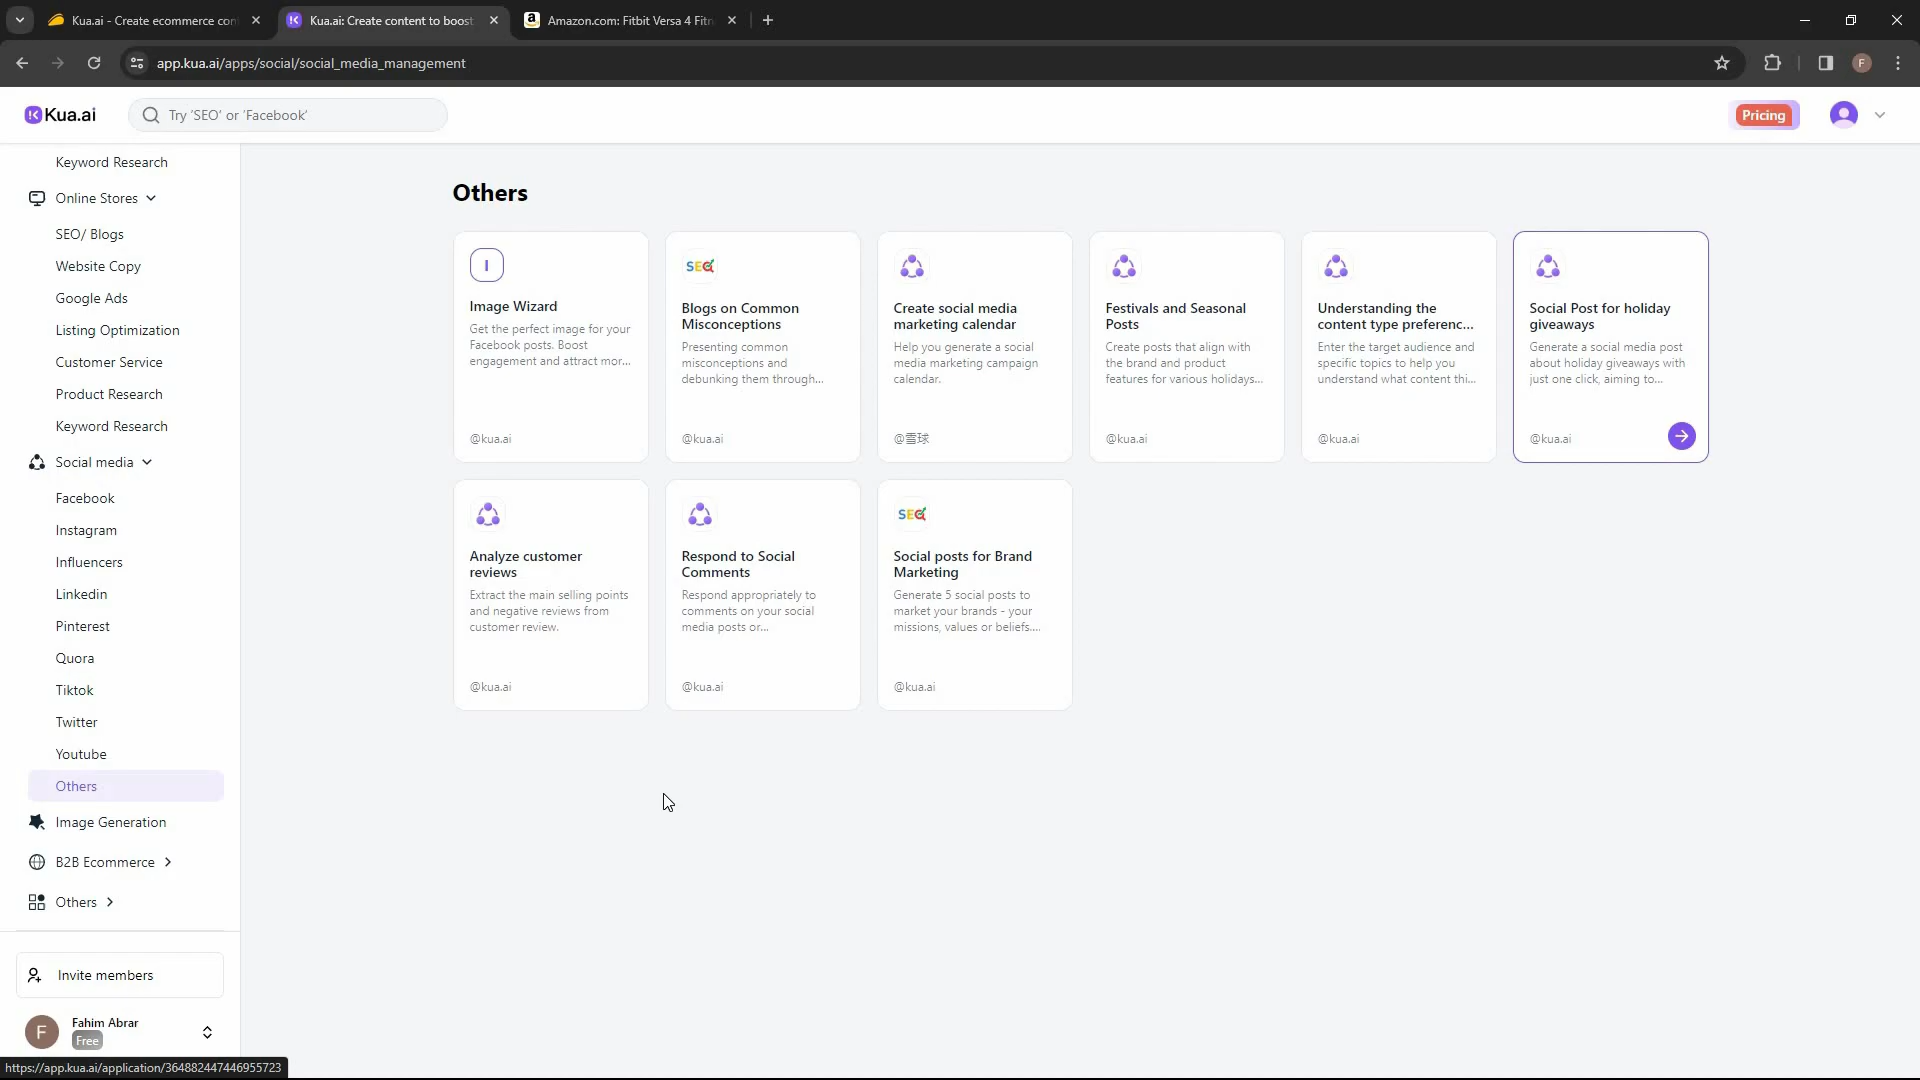 Kua.ai - Create ecommerce con
Kua.ai: Create content to boost
Amazon.com: Fitbit Versa 4 Fitn
app.kua.ai/apps/social/social_media_management
F
Kua.ai
Try 'SEO' or 'Facebook'
Pricing
Keyword Research
Online Stores
SEO/ Blogs
Website Copy
Google Ads
Listing Optimization
Customer Service
Product Research
Keyword Research
Social media
Facebook
Instagram
Influencers
Linkedin
Pinterest
Quora
Tiktok
Twitter
Youtube
Others
Image Generation
B2B Ecommerce
Others
Invite members
F
Fahim Abrar
Free
https://app.kua.ai/application/364882447446955723
Others
I
Image Wizard
Get the perfect image for your
Facebook posts. Boost
engagement and attract mor...
@kua.ai
SEO
Blogs on Common
Misconceptions
Presenting common
misconceptions and
debunking them through...
@kua.ai
Create social media
marketing calendar
Help you generate a social
media marketing campaign
calendar.
@雪球
Festivals and Seasonal
Posts
Create posts that align with
the brand and product
features for various holidays...
@kua.ai
Understanding the
content type preferenc...
Enter the target audience and
specific topics to help you
understand what content thi...
@kua.ai
Social Post for holiday
giveaways
Generate a social media post
about holiday giveaways with
just one click, aiming to...
@kua.ai
Analyze customer
reviews
Extract the main selling points
and negative reviews from
customer review.
@kua.ai
Respond to Social
Comments
Respond appropriately to
comments on your social
media posts or...
@kua.ai
SEO
Social posts for Brand
Marketing
Generate 5 social posts to
market your brands - your
missions, values or beliefs....
@kua.ai